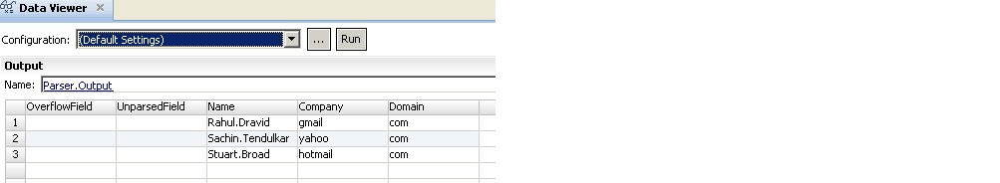 Data Viewer
Configuration: (Default Settings) ... Run
Output
Name: Parser.Output
OverflowField UnparsedField Name Company Domain
1 Rahul.Dravid gmail com
2 Sachin.Tendulkar yahoo com
3 Stuart.Broad hotmail com